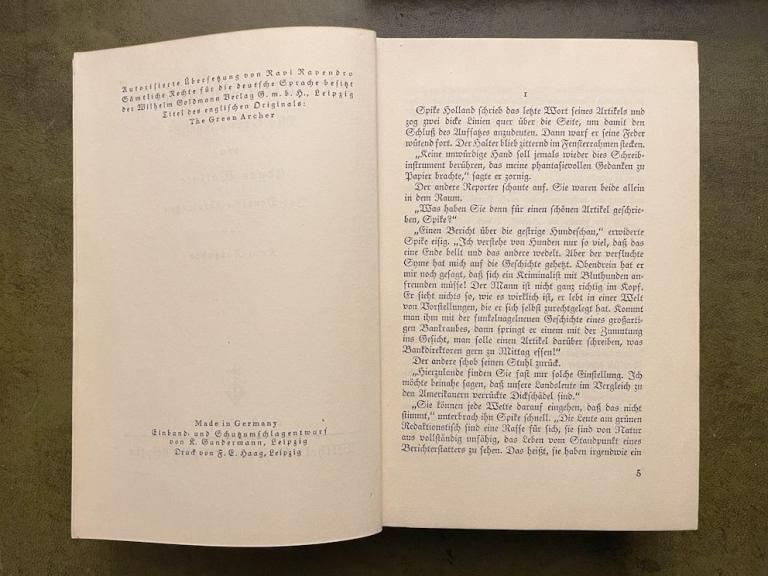 Autorisierte Übersetzung von Ravi Ravendro
Sämtliche Rechte für die deutsche Sprache besitzt
der Wilhelm Goldmann Verlag G. m. b. H., Leipzig
Titel des englischen Originals:
The Green Archer
Made in Germany
Einband- und Schutzumschlagentwurf
von K. Gundermann, Leipzig
Druck von F. E. Haag, Leipzig
1
Spike Holland schrieb das letzte Wort seines Artikels und
zog zwei dicke Linien quer über die Seite, um damit den
Schluß des Aufsatzes anzudeuten. Dann warf er seine Feder
wütend fort. Der Halter blieb zitternd im Fensterrahmen stecken.
„Keine unwürdige Hand soll jemals wieder dies Schreib-
instrument berühren, das meine phantasievollen Gedanken zu
Papier brachte,“ sagte er zornig.
Der andere Reporter schaute auf. Sie waren beide allein
in dem Raum.
„Was haben Sie denn für einen schönen Artikel geschrie-
ben, Spike?“
„Einen Bericht über die gestrige Hundeschau,“ erwiderte
Spike eisig. „Ich verstehe von Hunden nur so viel, daß das
eine Ende bellt und das andere wedelt. Aber der verfluchte
Syme hat mich auf die Geschichte gehetzt. Obendrein hat er
mir noch gesagt, daß sich ein Kriminalist mit Bluthunden an-
freunden müsse! Der Mann ist nicht ganz richtig im Kopf.
Er sieht nichts so, wie es wirklich ist, er lebt in einer Welt
von Vorstellungen, die er sich selbst zurechtgelegt hat. Kommt
man ihm mit der funkelnagelneuen Geschichte eines großarti-
gen Bankraubes, dann springt er einem mit der Zumutung
ins Gesicht, man solle einen Artikel darüber schreiben, was
Bankdirektoren gern zu Mittag essen!“
Der andere schob seinen Stuhl zurück.
„Hierzulande finden Sie fast nur solche Einstellung. Ich
möchte beinahe sagen, daß unsere Landsleute im Vergleich zu
den Amerikanern verrückte Dickschädel sind.“
„Sie können jede Wette darauf eingehen, daß das nicht
stimmt,“ unterbrach ihn Spike schnell. „Die Leute am grünen
Redaktionstisch sind eine Rasse für sich, sie sind von Natur
aus vollständig unfähig, das Leben vom Standpunkt eines
Berichterstatters zu sehen. Das heißt, sie haben irgendwie ein
5